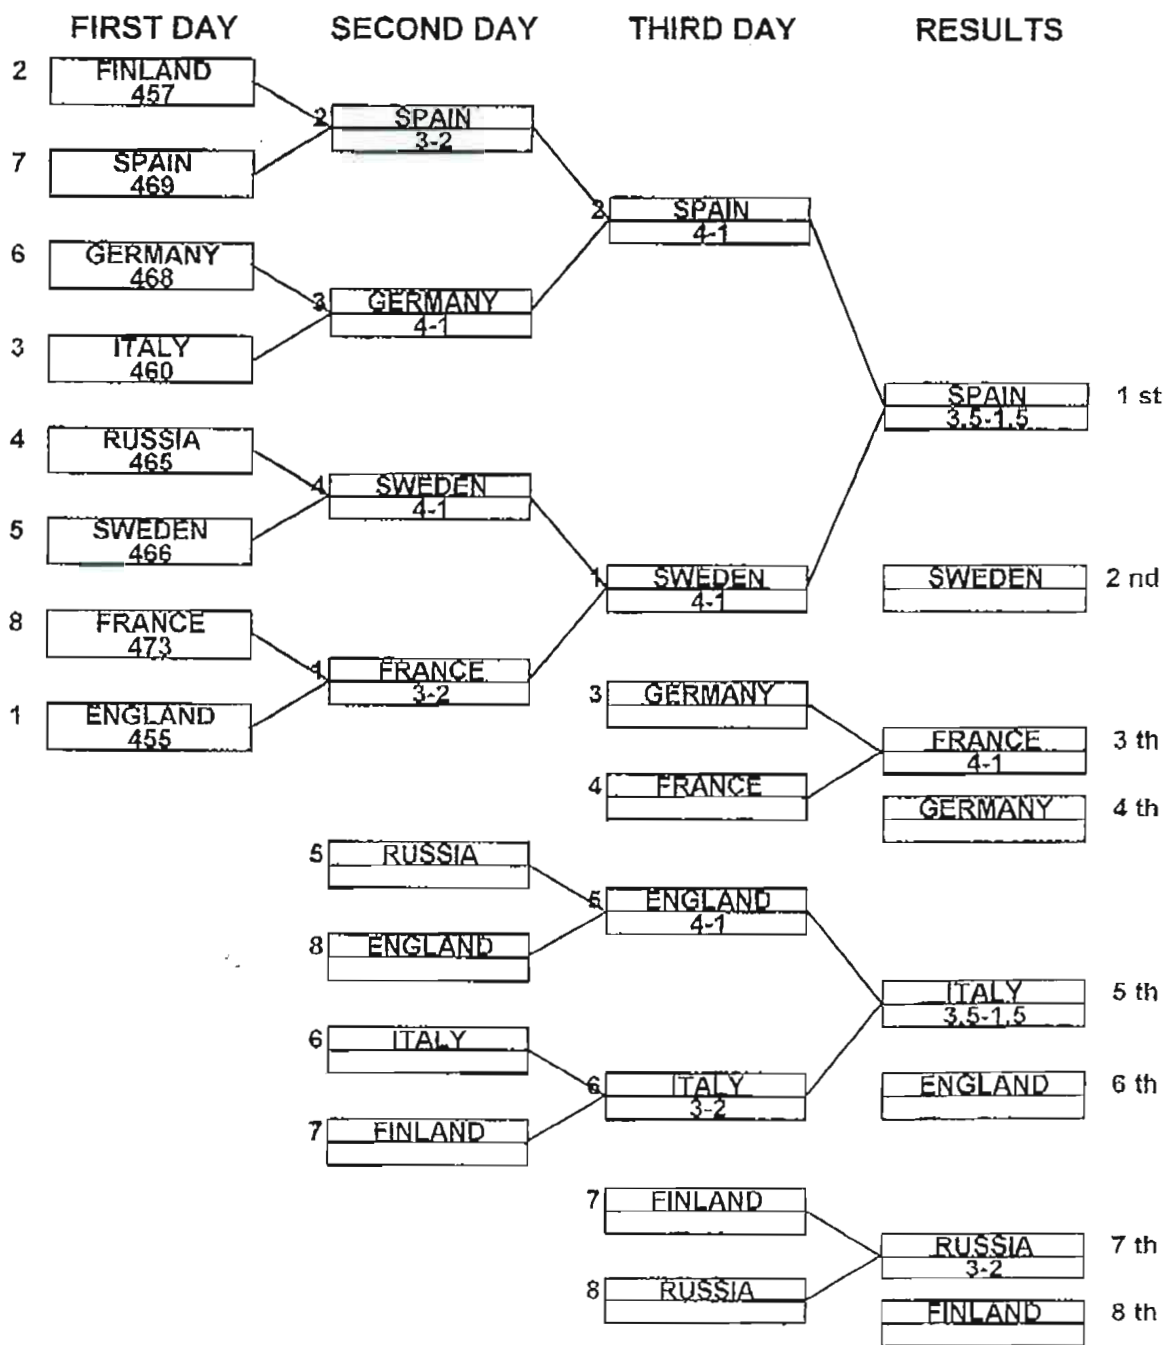 FIRST DAY SECOND DAY THIRD DAY RESULTS
2 FINLAND
457
2 SPAIN
3-2
7 SPAIN
469
2 SPAIN
4-1
6 GERMANY
468
3 GERMANY
4-1
3 ITALY
460
SPAIN 1 st
3.5-1.5
4 RUSSIA
465
4 SWEDEN
4-1
5 SWEDEN
466
1 SWEDEN
4-1
SWEDEN 2 nd
8 FRANCE
473
1 FRANCE
3-2
1 ENGLAND
455
3 GERMANY
FRANCE 3 th
4-1
4 FRANCE
GERMANY 4 th
5 RUSSIA
5 ENGLAND
4-1
8 ENGLAND
ITALY 5 th
3.5-1.5
6 ITALY
6 ITALY
3-2
ENGLAND 6 th
7 FINLAND
7 FINLAND
RUSSIA 7 th
3-2
8 RUSSIA
FINLAND 8 th